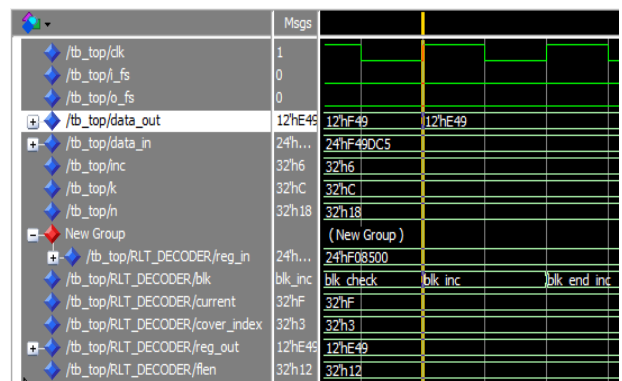 Msgs
/tb_top/clk 1
/tb_top/i_fs 0
/tb_top/o_fs 0
/tb_top/data_out 12'hE49 12'hF49 12'hE49
/tb_top/data_in 24'h... 24'hF49DC5
/tb_top/inc 32'h6 32'h6
/tb_top/k 32'hC 32'hC
/tb_top/n 32'h18 32'h18
New Group ( New Group )
/tb_top/RLT_DECODER/reg_in 24'h... 24'hF08500
/tb_top/RLT_DECODER/blk blk_inc blk_check blk_inc blk_end_inc
/tb_top/RLT_DECODER/current 32'hF 32'hF
/tb_top/RLT_DECODER/cover_index 32'h3 32'h3
/tb_top/RLT_DECODER/reg_out 12'hE49 12'hE49
/tb_top/RLT_DECODER/flen 32'h12 32'h12